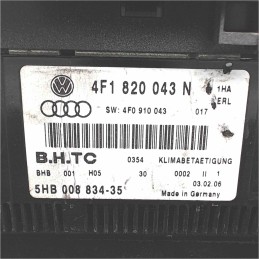 4F1 820 043 N 1HA
ERL
SW: 4F0 910 043 017
B.H.TC 0354 KLIMABETAETIGUNG
BHB 001 H05 30 0002 II 1
5HB 008 834-35 03.02.06
Made in Germany